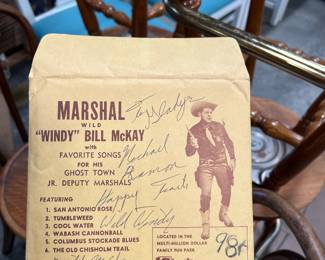 MARSHAL
WILD
"WINDY" BILL McKAY
with
FAVORITE SONGS
FOR HIS
GHOST TOWN
JR. DEPUTY MARSHALS
To Gladys
Michael
Ramon
Happy Trails
Wild Windy
FEATURING:
1. SAN ANTONIO ROSE
2. TUMBLEWEED
3. COOL WATER
4. WABASH CANNONBALL
5. COLUMBUS STOCKADE BLUES
6. THE OLD CHISHOLM TRAIL
LOCATED IN THE
MULTI-MILLION DOLLAR
FAMILY FUN PARK
98¢